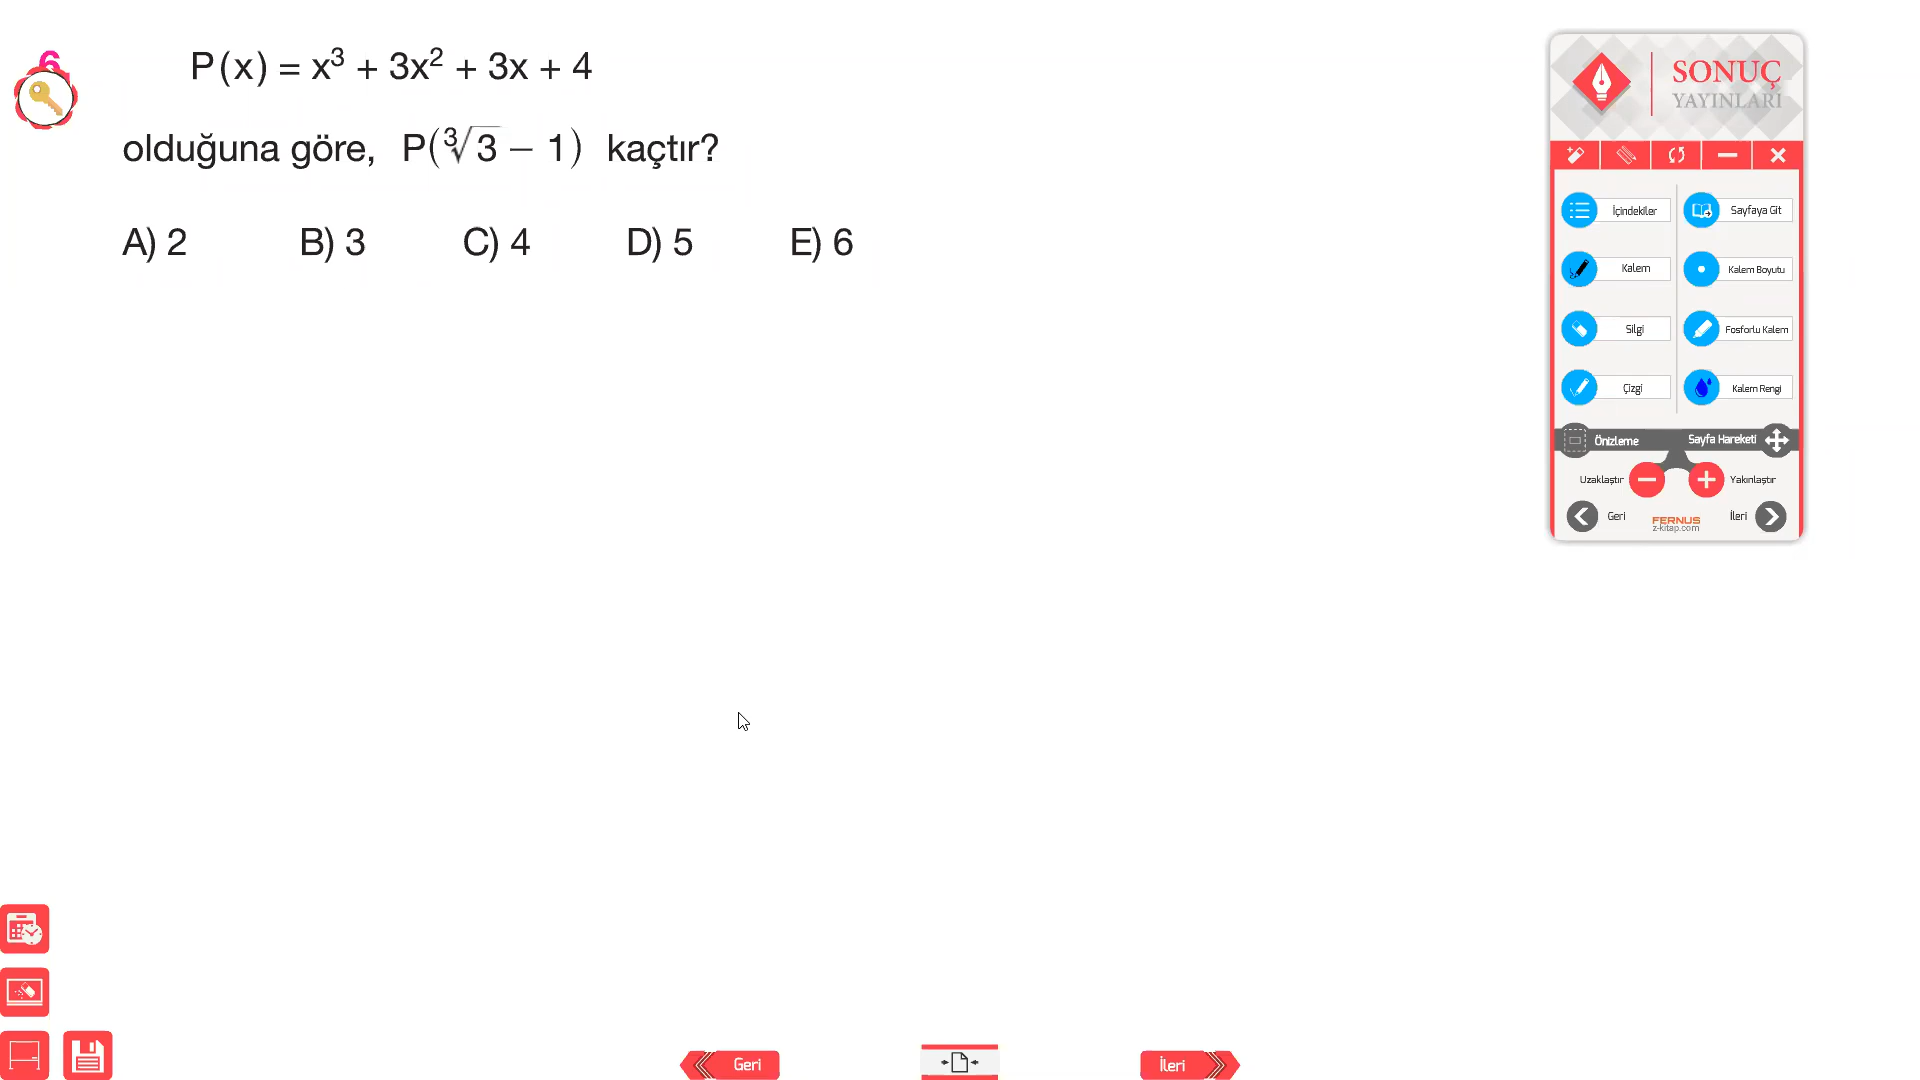 6
P(x) = x³ + 3x² + 3x + 4
olduğuna göre, P(∛3 − 1) kaçtır?
A) 2 B) 3 C) 4 D) 5 E) 6
SONUÇ
YAYINLARI
İçindekiler
Sayfaya Git
Kalem
Kalem Boyutu
Silgi
Fosforlu Kalem
Çizgi
Kalem Rengi
Önizleme
Sayfa Hareketi
Uzaklaştır
Yakınlaştır
Geri
FERNUS
z-kitap.com
İleri
Geri
İleri